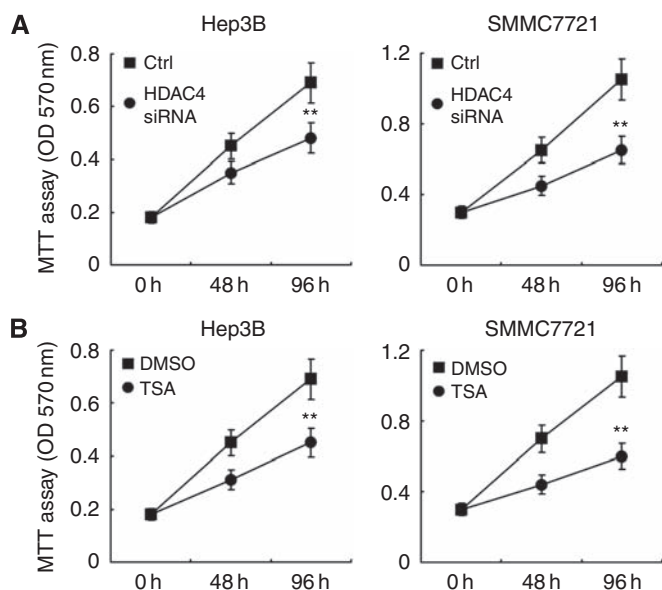 A
Hep3B
MTT assay (OD 570 nm)
0.8
0.6
0.4
0.2
0
Ctrl
HDAC4
siRNA
**
0 h
48 h
96 h
SMMC7721
1.2
0.8
0.4
0
Ctrl
HDAC4
siRNA
**
0 h
48 h
96 h
B
Hep3B
MTT assay (OD 570 nm)
0.8
0.6
0.4
0.2
0
DMSO
TSA
**
0 h
48 h
96 h
SMMC7721
1.2
0.8
0.4
0
DMSO
TSA
**
0 h
48 h
96 h